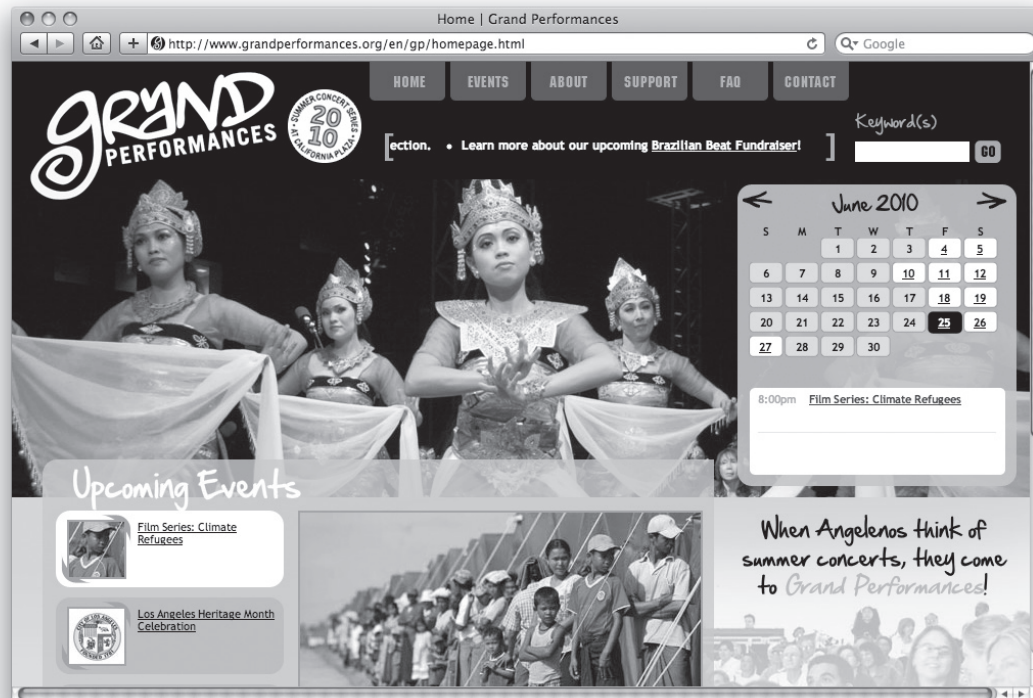 Home | Grand Performances
http://www.grandperformances.org/en/gp/homepage.html
Google
HOME EVENTS ABOUT SUPPORT FAQ CONTACT
GRAND
PERFORMANCES
SUMMER CONCERT SERIES
2010
AT CALIFORNIA PLAZA
Keyword(s)
[ection. • Learn more about our upcoming Brazilian Beat Fundraiser! ]
GO
June 2010
S M T W T F S
1 2 3 4 5
6 7 8 9 10 11 12
13 14 15 16 17 18 19
20 21 22 23 24 25 26
27 28 29 30
8:00pm Film Series: Climate Refugees
Upcoming Events
Film Series: Climate
Refugees
Los Angeles Heritage Month
Celebration
When Angelenos think of
summer concerts, they come
to Grand Performances!